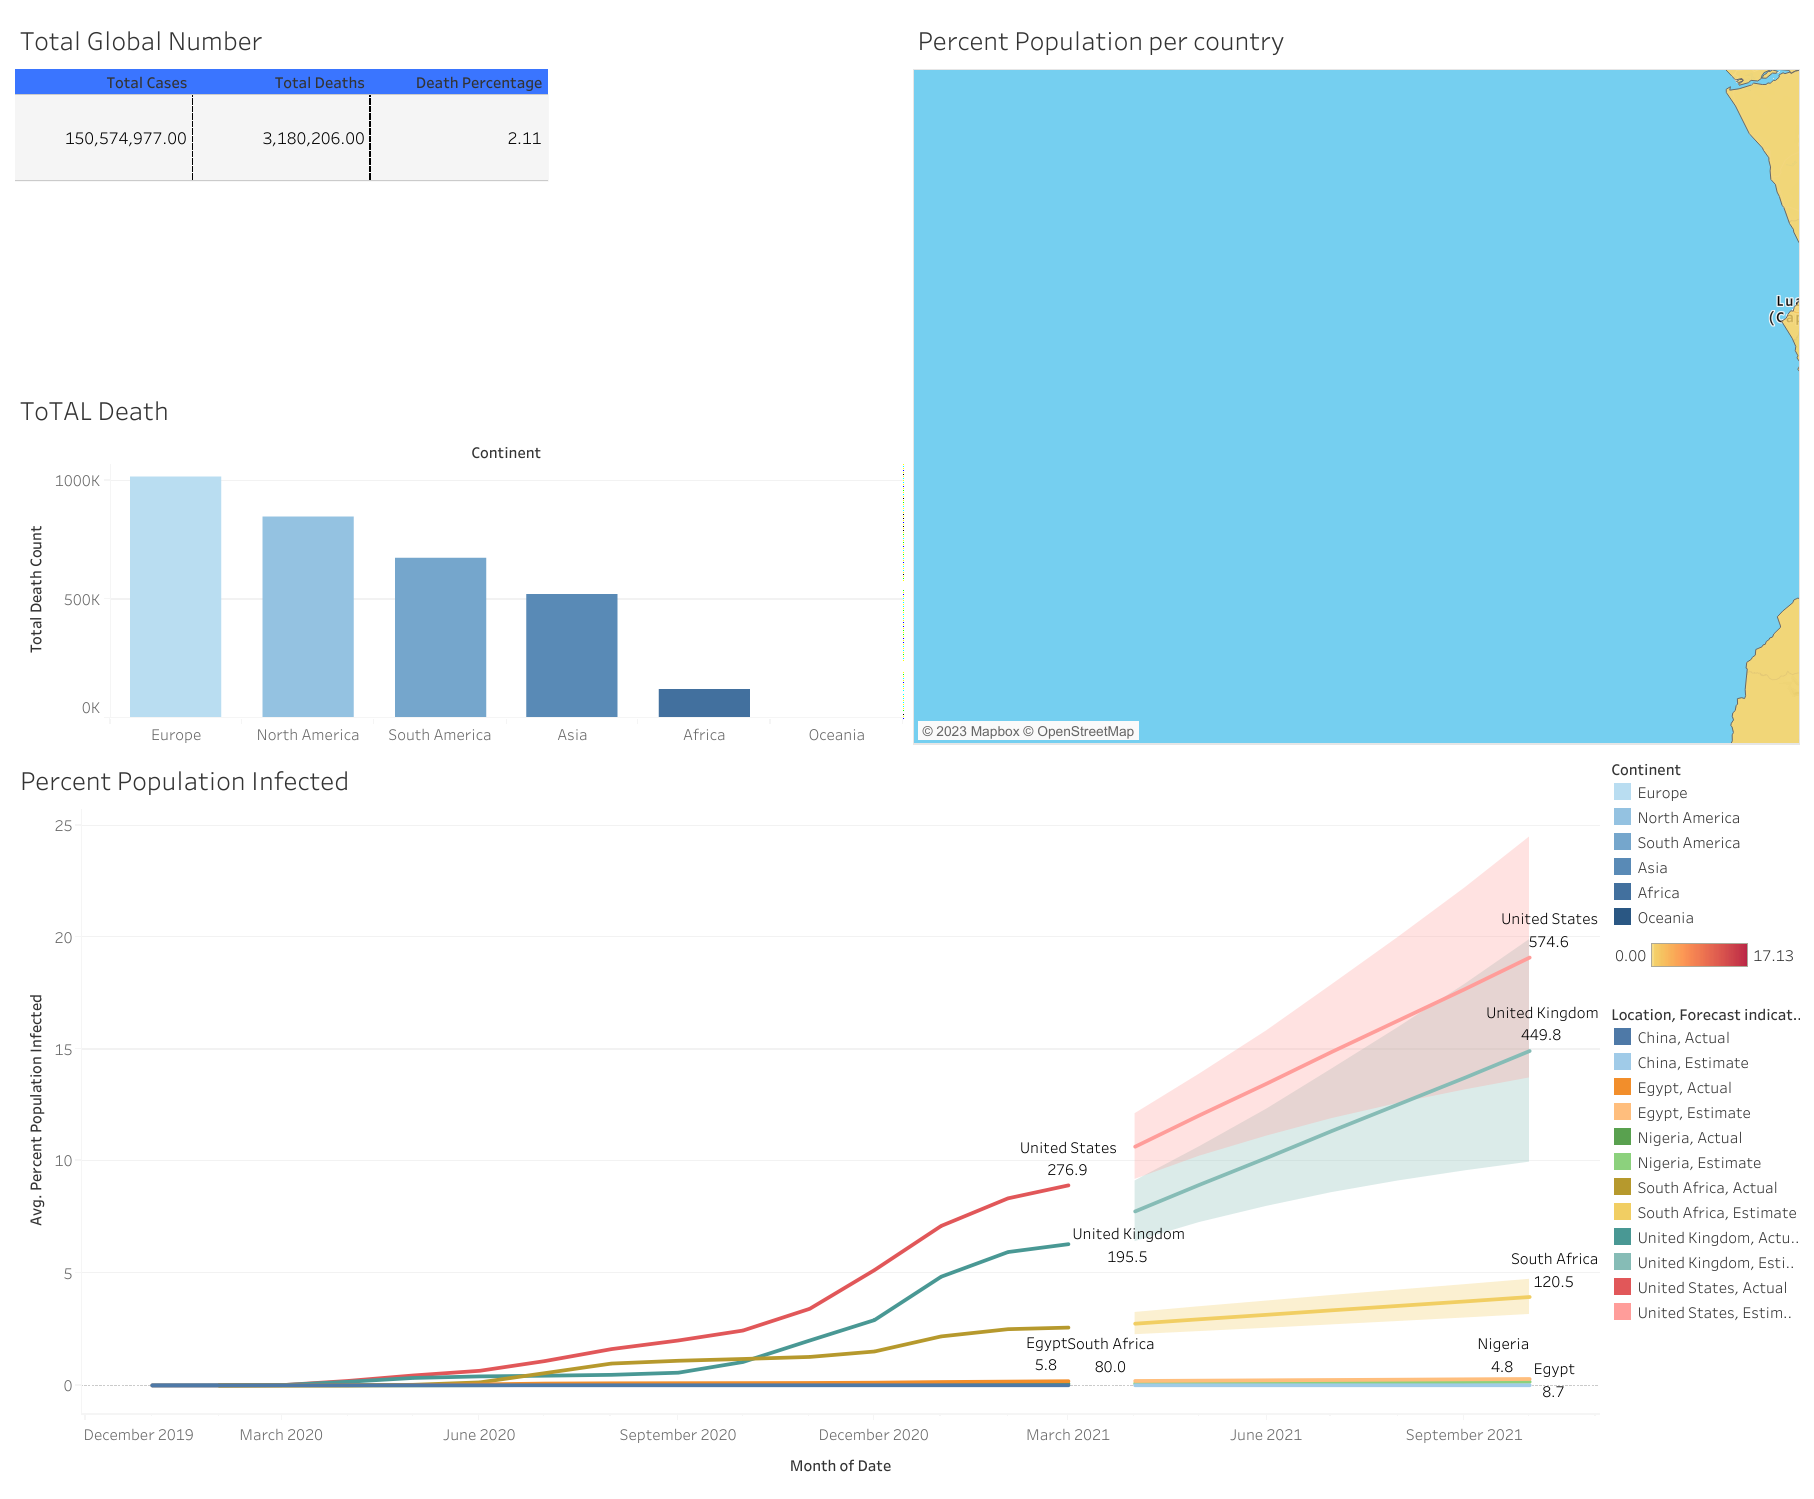 Total Global Number
Total Cases Total Deaths Death Percentage
150,574,977.00 3,180,206.00 2.11
Percent Population per country
© 2023 Mapbox © OpenStreetMap
ToTAL Death
Continent
Total Death Count
1000K
500K
0K
Europe North America South America Asia Africa Oceania
Percent Population Infected
Avg. Percent Population Infected
25
20
15
10
5
0
United States
574.6
United Kingdom
449.8
United States
276.9
United Kingdom
195.5
South Africa
120.5
Egypt South Africa
5.8 80.0
Nigeria
4.8
Egypt
8.7
December 2019 March 2020 June 2020 September 2020 December 2020 March 2021 June 2021 September 2021
Month of Date
Continent
Europe
North America
South America
Asia
Africa
Oceania
0.00 17.13
Location, Forecast indicat..
China, Actual
China, Estimate
Egypt, Actual
Egypt, Estimate
Nigeria, Actual
Nigeria, Estimate
South Africa, Actual
South Africa, Estimate
United Kingdom, Actu..
United Kingdom, Esti..
United States, Actual
United States, Estim..